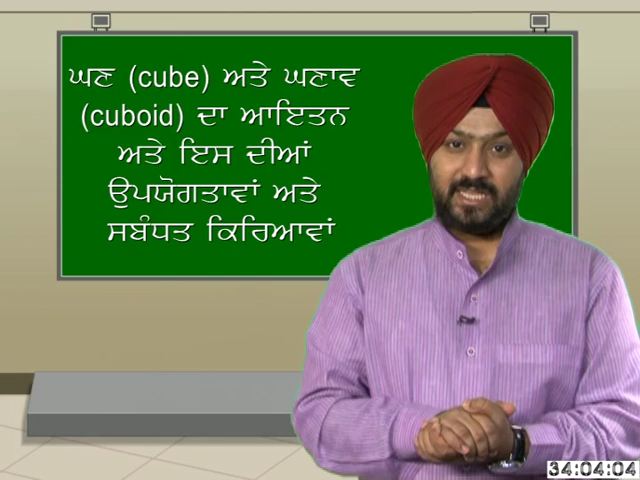 ਘਣ (cube) ਅਤੇ ਘਣਾਵ
(cuboid) ਦਾ ਆਇਤਨ
ਅਤੇ ਇਸ ਦੀਆਂ
ਉਪਯੋਗਤਾਵਾਂ ਅਤੇ
ਸਬੰਧਤ ਕਿਰਿਆਵਾਂ
34:04:04